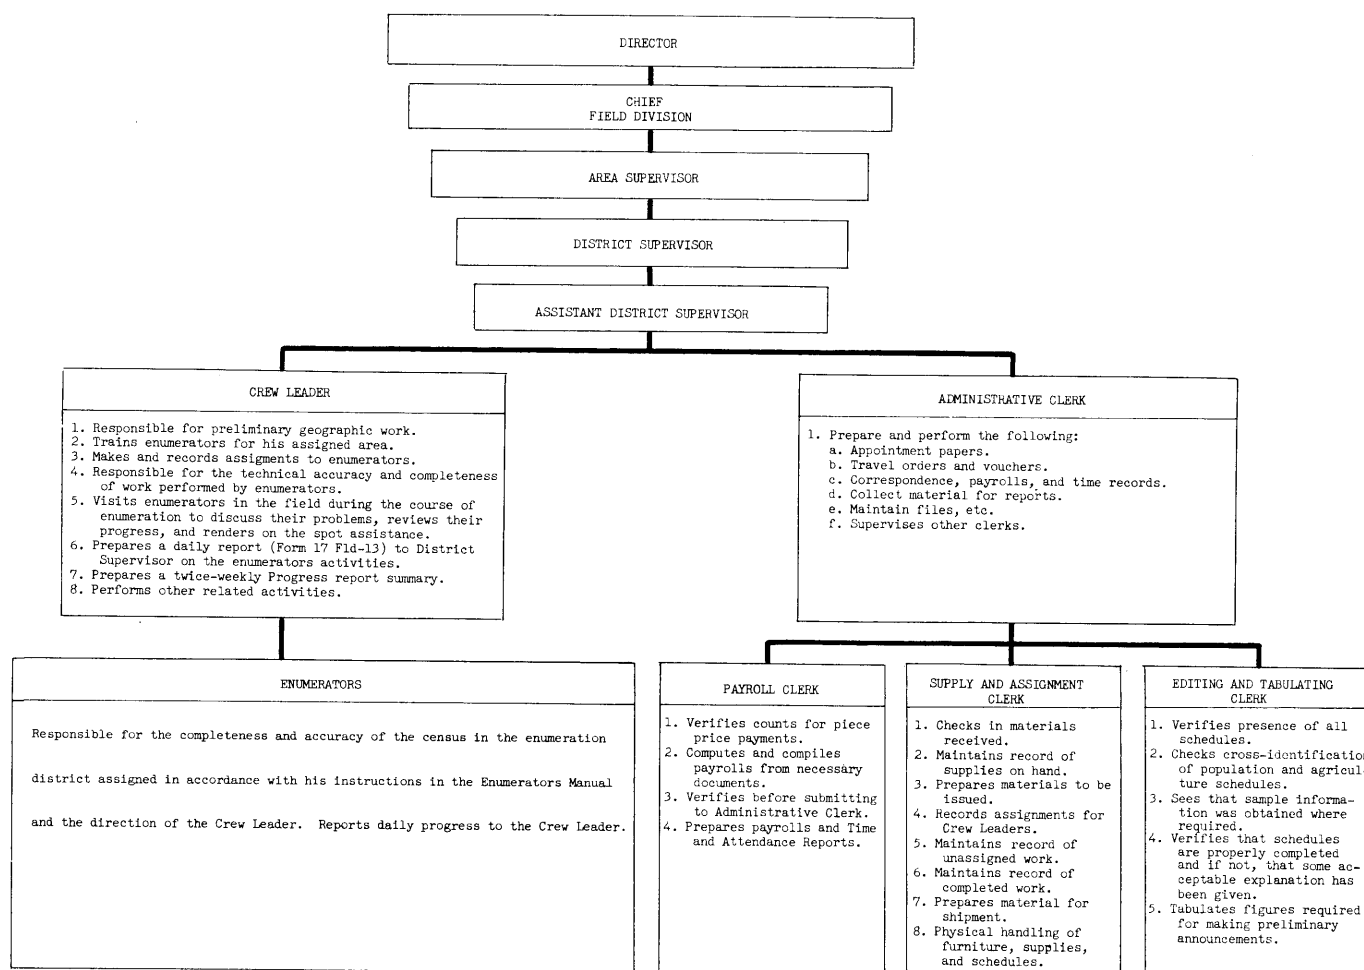 DIRECTOR
CHIEF
FIELD DIVISION
AREA SUPERVISOR
DISTRICT SUPERVISOR
ASSISTANT DISTRICT SUPERVISOR
CREW LEADER
1. Responsible for preliminary geographic work.
2. Trains enumerators for his assigned area.
3. Makes and records assigments to enumerators.
4. Responsible for the technical accuracy and completeness
of work performed by enumerators.
5. Visits enumerators in the field during the course of
enumeration to discuss their problems, reviews their
progress, and renders on the spot assistance.
6. Prepares a daily report (Form 17 Fld-13) to District
Supervisor on the enumerators activities.
7. Prepares a twice-weekly Progress report summary.
8. Performs other related activities.
ADMINISTRATIVE CLERK
1. Prepare and perform the following:
a. Appointment papers.
b. Travel orders and vouchers.
c. Correspondence, payrolls, and time records.
d. Collect material for reports.
e. Maintain files, etc.
f. Supervises other clerks.
ENUMERATORS
Responsible for the completeness and accuracy of the census in the enumeration
district assigned in accordance with his instructions in the Enumerators Manual
and the direction of the Crew Leader. Reports daily progress to the Crew Leader.
PAYROLL CLERK
1. Verifies counts for piece
price payments.
2. Computes and compiles
payrolls from necessary
documents.
3. Verifies before submitting
to Administrative Clerk.
4. Prepares payrolls and Time
and Attendance Reports.
SUPPLY AND ASSIGNMENT
CLERK
1. Checks in materials
received.
2. Maintains record of
supplies on hand.
3. Prepares materials to be
issued.
4. Records assignments for
Crew Leaders.
5. Maintains record of
unassigned work.
6. Maintains record of
completed work.
7. Prepares material for
shipment.
8. Physical handling of
furniture, supplies,
and schedules.
EDITING AND TABULATING
CLERK
1. Verifies presence of all
schedules.
2. Checks cross-identification
of population and agricul-
ture schedules.
3. Sees that sample informa-
tion was obtained where
required.
4. Verifies that schedules
are properly completed
and if not, that some ac-
ceptable explanation has
been given.
5. Tabulates figures required
for making preliminary
announcements.